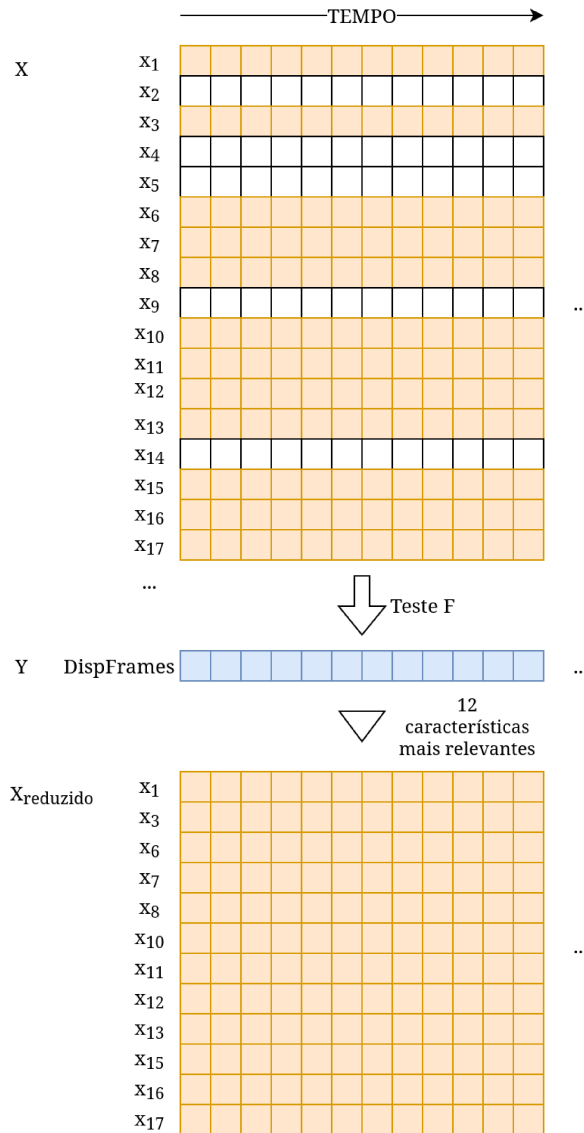 TEMPO
X
x1
x2
x3
x4
x5
x6
x7
x8
x9
..
x10
x11
x12
x13
x14
x15
x16
x17
...
Teste F
Y DispFrames
..
12
características
mais relevantes
Xreduzido
x1
x3
x6
x7
x8
x10
..
x11
x12
x13
x15
x16
x17